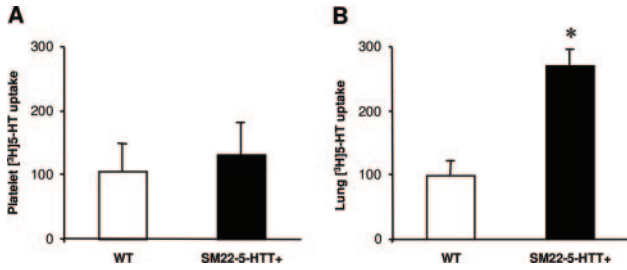 A
Platelet [³H]5-HT uptake
300
200
100
0
WT
SM22-5-HTT+
B
Lung [³H]5-HT uptake
300
200
100
0
*
WT
SM22-5-HTT+